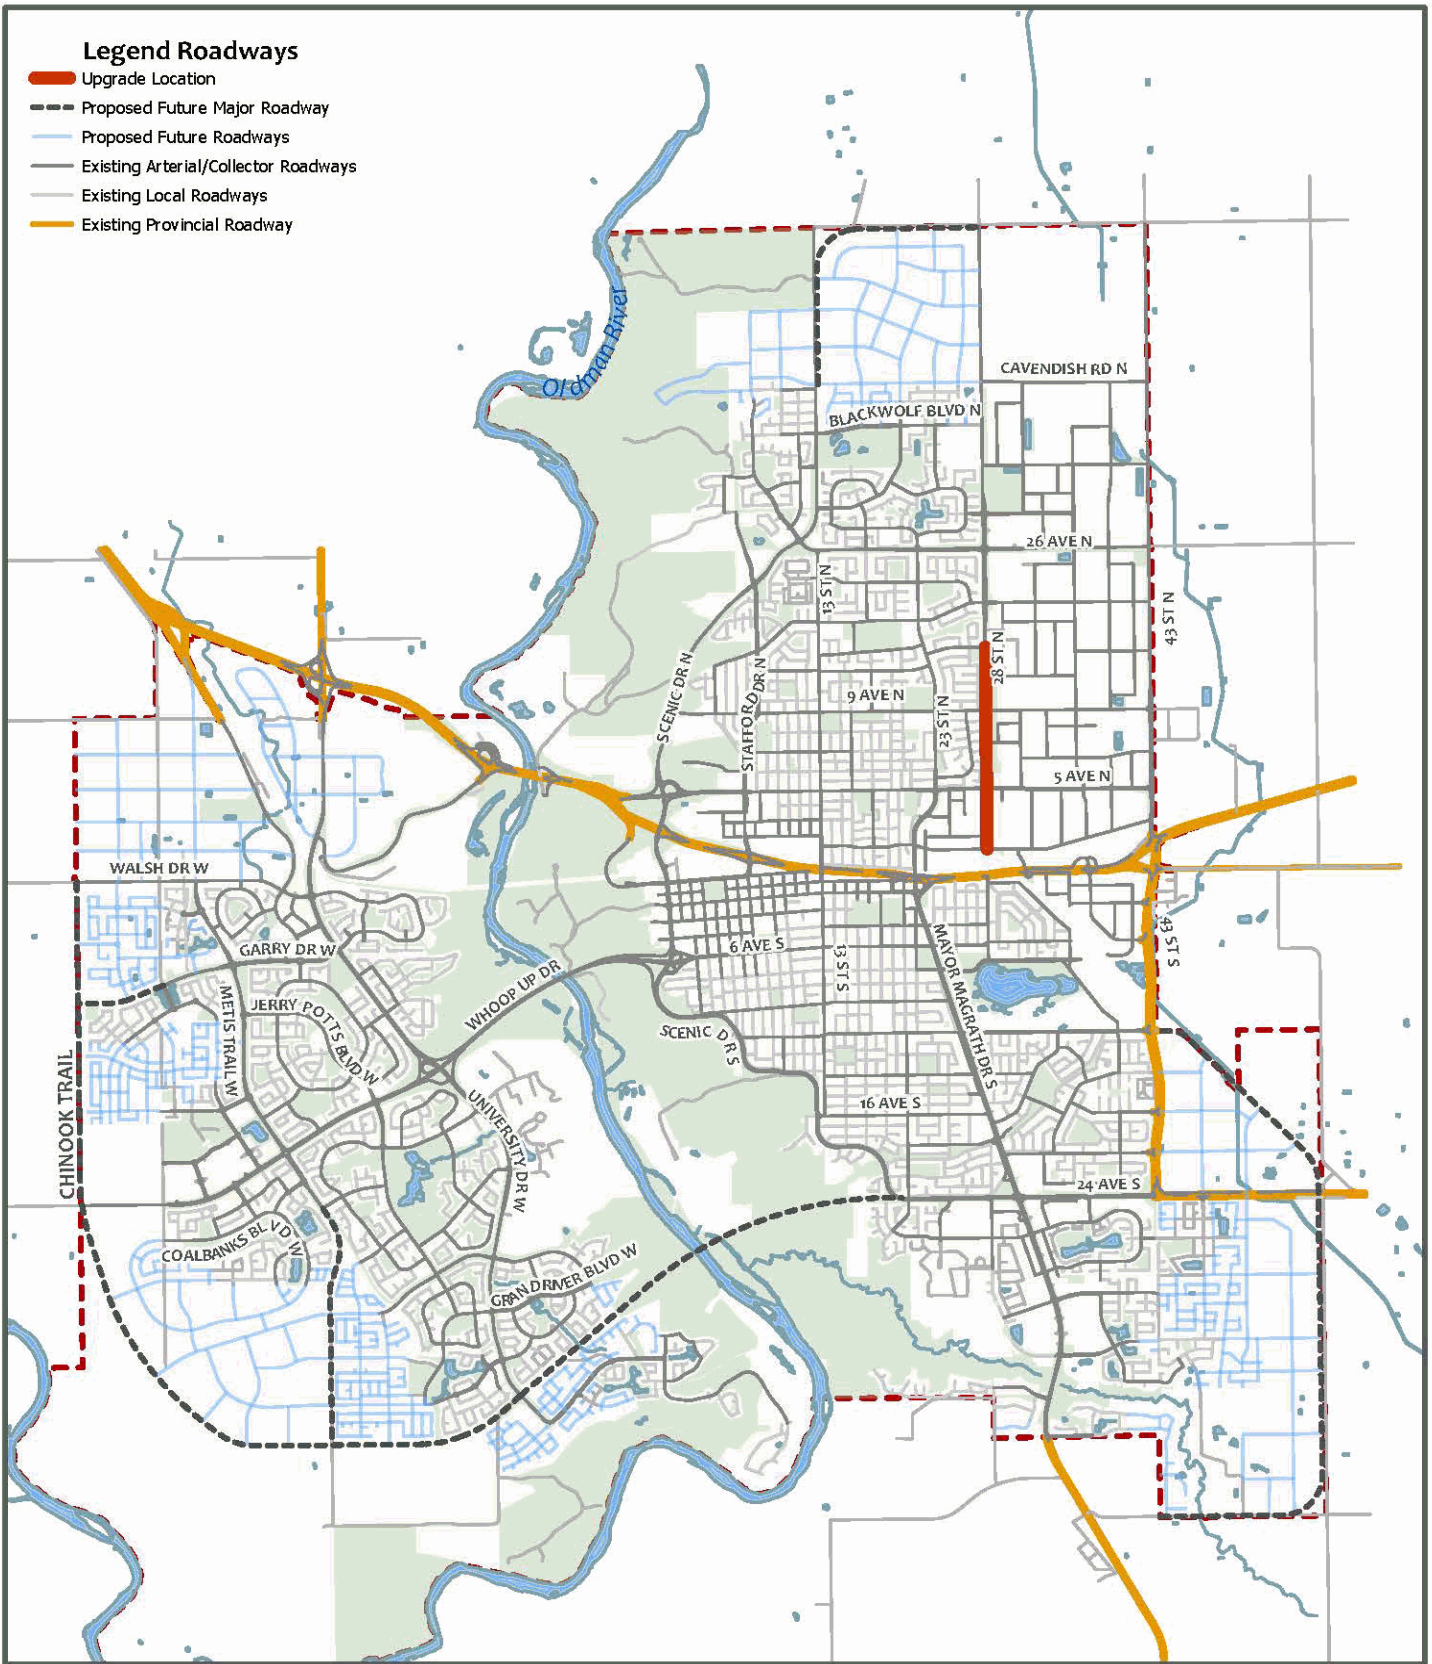 Legend Roadways
Upgrade Location
Proposed Future Major Roadway
Proposed Future Roadways
Existing Arterial/Collector Roadways
Existing Local Roadways
Existing Provincial Roadway
Oldman River
CAVENDISH RD N
BLACKWOLF BLVD N
26 AVE N
13 ST N
43 ST N
28 ST N
SCENIC DR N
STAFFORD DR N
9 AVE N
23 ST N
5 AVE N
WALSH DR W
GARRY DR W
6 AVE S
13 ST S
MAYOR MAGRATH DR S
43 ST S
WHOOP UP DR
METIS TRAIL W
JERRY POTTS BLVD W
SCENIC DR S
CHINOOK TRAIL
UNIVERSITY DR W
16 AVE S
24 AVE S
COALBANKS BLVD W
GRANDRIVER BLVD W